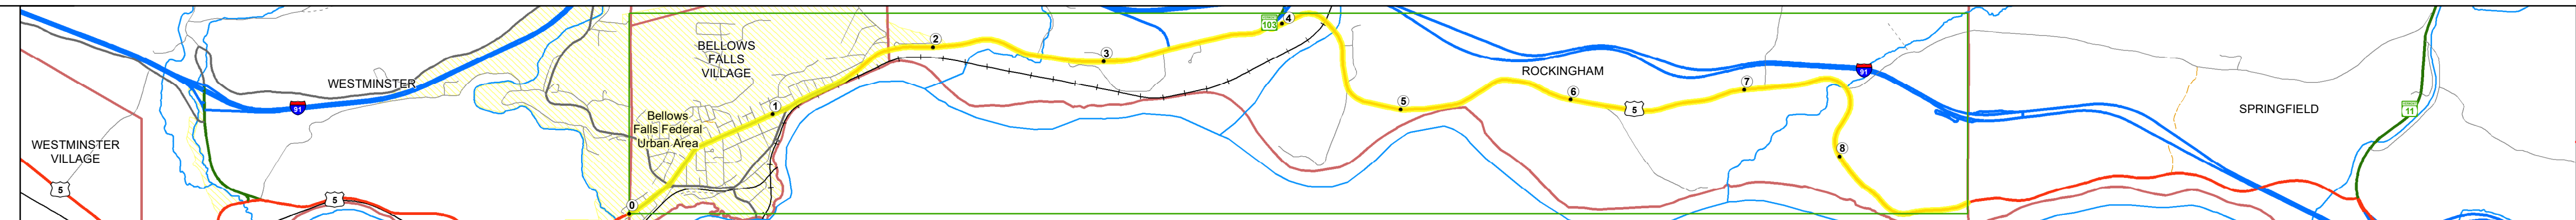 WESTMINSTER
VILLAGE
5
WESTMINSTER
91
5
BELLOWS
FALLS
VILLAGE
Bellows
Falls Federal
Urban Area
0
1
2
3
103
4
5
ROCKINGHAM
6
5
7
91
8
SPRINGFIELD
11